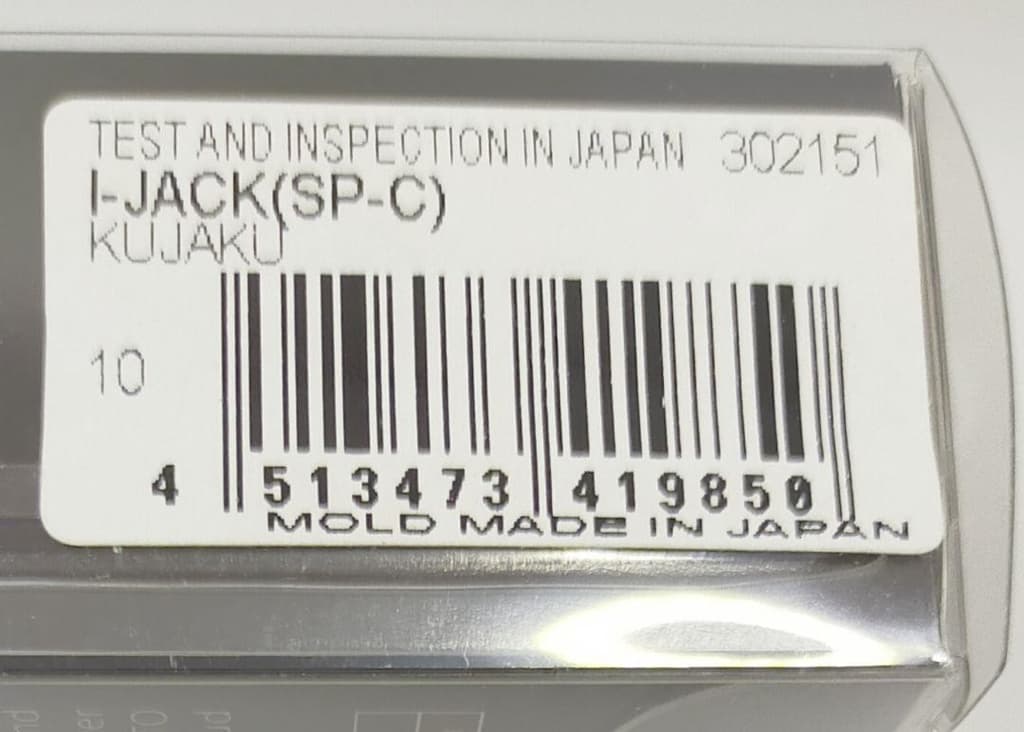 TEST AND INSPECTION IN JAPAN 302151
I-JACK(SP-C)
KUJAKU
10
4 513473 419850
MOLD MADE IN JAPAN